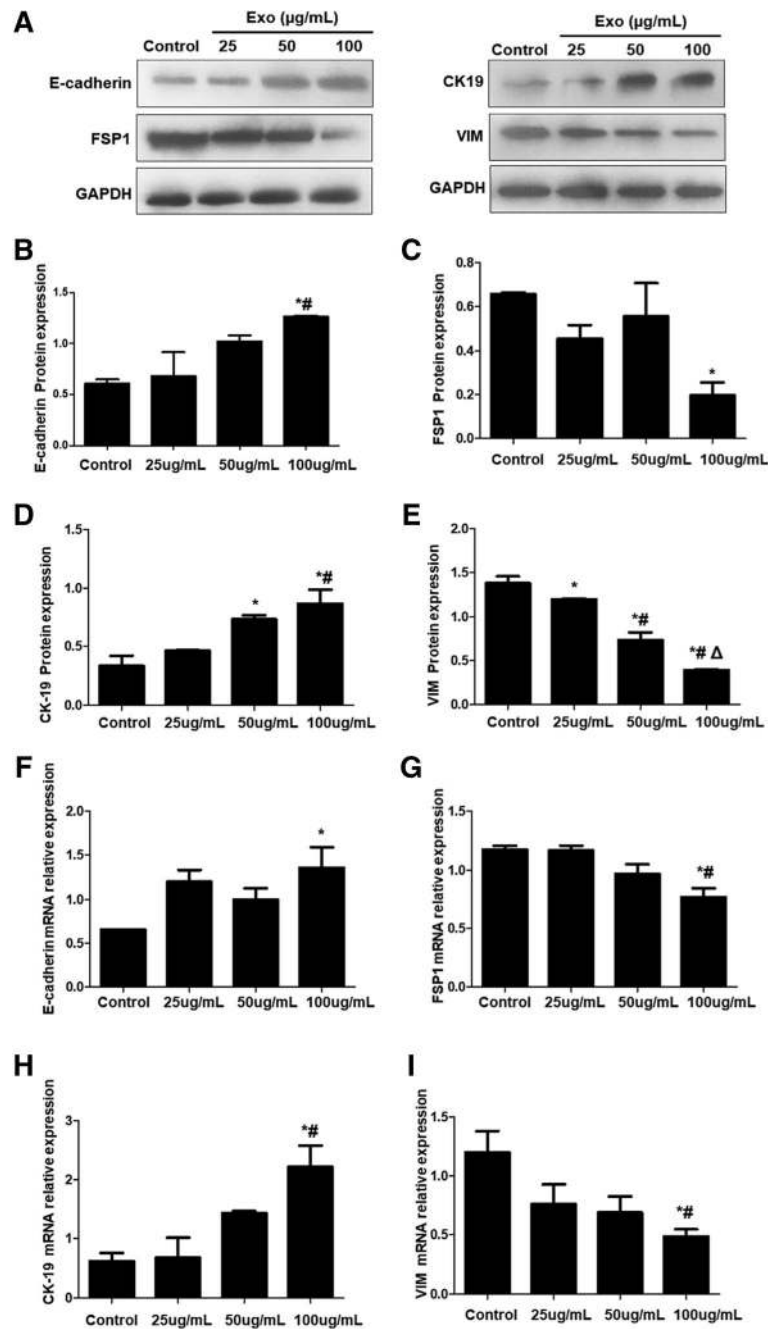 A
Exo (µg/mL)
Control 25 50 100
E-cadherin
FSP1
GAPDH
Exo (µg/mL)
Control 25 50 100
CK19
VIM
GAPDH
B
E-cadherin Protein expression
1.5
1.0
0.5
0.0
*#
Control 25ug/mL 50ug/mL 100ug/mL
C
FSP1 Protein expression
0.8
0.6
0.4
0.2
0.0
*
Control 25ug/mL 50ug/mL 100ug/mL
D
CK-19 Protein expression
1.5
1.0
0.5
0.0
*
*#
Control 25ug/mL 50ug/mL 100ug/mL
E
VIM Protein expression
2.0
1.5
1.0
0.5
0.0
*
*#
*# Δ
Control 25ug/mL 50ug/mL 100ug/mL
F
E-cadherin mRNA relative expression
2.0
1.5
1.0
0.5
0.0
*
Control 25ug/mL 50ug/mL 100ug/mL
G
FSP1 mRNA relative expression
1.5
1.0
0.5
0.0
*#
Control 25ug/mL 50ug/mL 100ug/mL
H
CK-19 mRNA relative expression
3
2
1
0
*#
Control 25ug/mL 50ug/mL 100ug/mL
I
VIM mRNA relative expression
1.5
1.0
0.5
0.0
*#
Control 25ug/mL 50ug/mL 100ug/mL